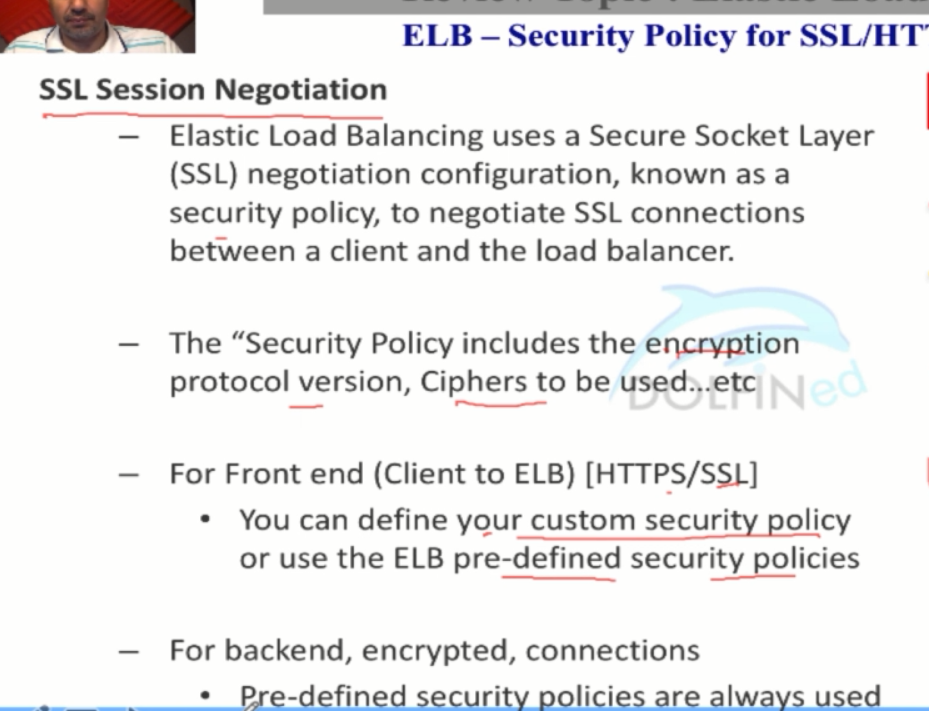 ELB – Security Policy for SSL/HT
SSL Session Negotiation
– Elastic Load Balancing uses a Secure Socket Layer
(SSL) negotiation configuration, known as a
security policy, to negotiate SSL connections
between a client and the load balancer.
– The “Security Policy includes the encryption
protocol version, Ciphers to be used...etc
DOLFINed
– For Front end (Client to ELB) [HTTPS/SSL]
• You can define your custom security policy
or use the ELB pre-defined security policies
– For backend, encrypted, connections
• Pre-defined security policies are always used